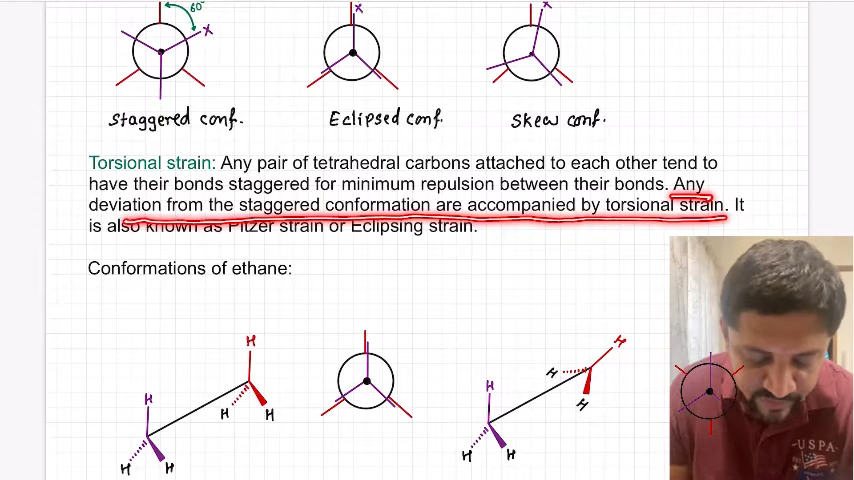 60°
x
x
x
Staggered conf.
Eclipsed conf.
Skew conf.
Torsional strain: Any pair of tetrahedral carbons attached to each other tend to
have their bonds staggered for minimum repulsion between their bonds. Any
deviation from the staggered conformation are accompanied by torsional strain. It
is also known as Pitzer strain or Eclipsing strain.
Conformations of ethane:
H
H
H
H
H
H
H
H
H
H
H
H
U S P A